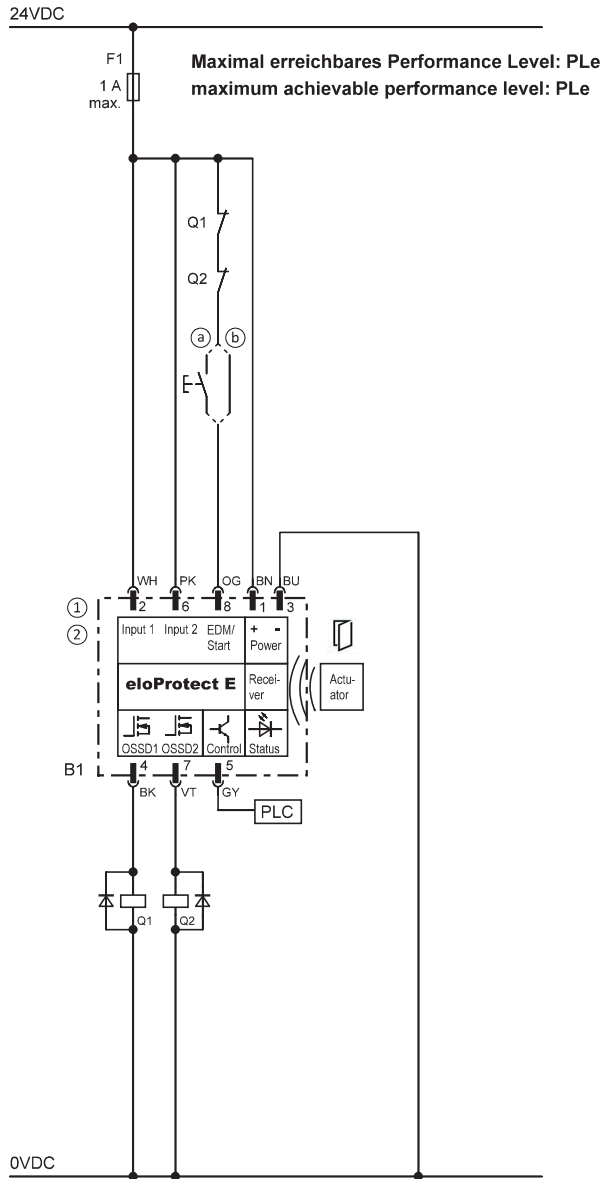 24VDC
F1
1 A
max.
Maximal erreichbares Performance Level: PLe
maximum achievable performance level: PLe
Q1
Q2
a b
WH PK OG BN BU
1
2
2 6 8 1 3
Input 1 Input 2 EDM/ Start + - Power
eloProtect E Recei- ver
Actu- ator
OSSD1 OSSD2 Control Status
B1
4 7 5
BK VT GY
PLC
Q1 Q2
0VDC